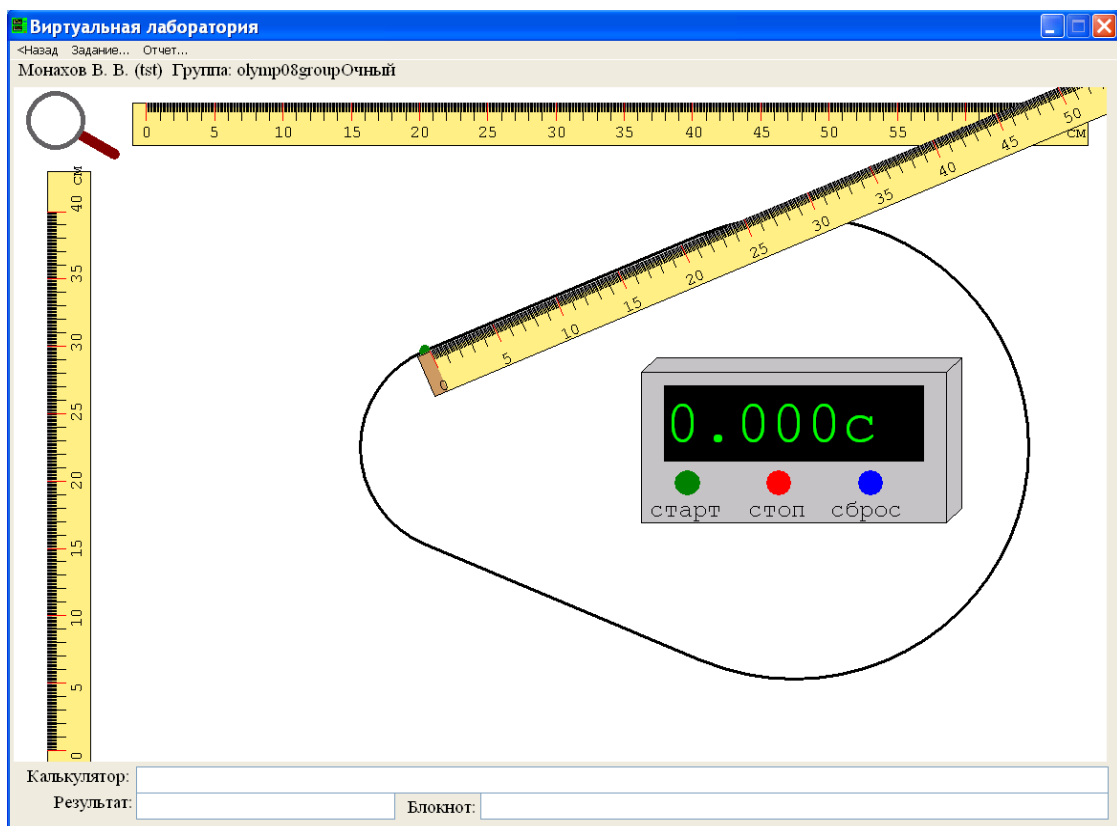 Виртуальная лаборатория
<Назад Задание... Отчет...
Монахов В. В. (tst) Группа: olymp08groupОчный
0 5 10 15 20 25 30 35 40 45 50 55 см
0 5 10 15 20 25 30 35 40 45 50
40 см
35
30
25
20
15
10
5
0
0.000с
старт стоп сброс
Калькулятор:
Результат: Блокнот: